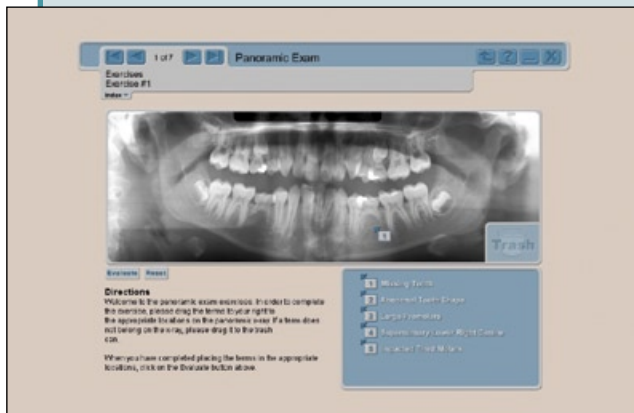 1 of 7 Panoramic Exam
Exercises
Exercise #1
Index
1
Trash
Evaluate Reset
Directions
Welcome to the panoramic exam exercises. In order to complete
the exercise, please drag the terms to your right to
the appropriate locations on the panoramic x-ray. If a term does
not belong on the x-ray, please drag it to the trash
can.
When you have completed placing the terms in the appropriate
locations, click on the Evaluate button above.
1 Missing Tooth
2 Abnormal Tooth Shape
3 Large Foramen
4 Supernumerary Lower Right Canine
5 Impacted Third Molars